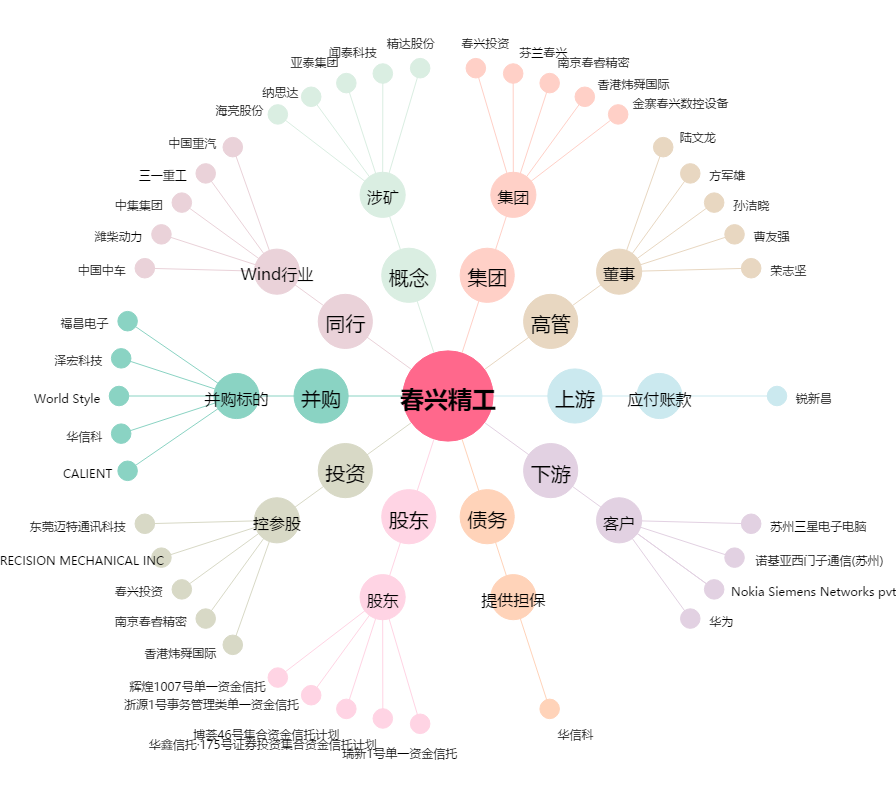 春兴精工
集团
集团
春兴投资
芬兰春兴
南京春睿精密
香港炜舜国际
金寨春兴数控设备
高管
董事
陆文龙
方军雄
孙洁晓
曹友强
荣志坚
上游
应付账款
锐新昌
下游
客户
苏州三星电子电脑
诺基亚西门子通信(苏州)
Nokia Siemens Networks pvt
华为
债务
提供担保
华信科
股东
股东
瑞新1号单一资金信托
华鑫信托·175号证券投资集合资金信托计划
博荟46号集合资金信托计划
浙源1号事务管理类单一资金信托
辉煌1007号单一资金信托
投资
控参股
香港炜舜国际
南京春睿精密
春兴投资
RECISION MECHANICAL INC
东莞迈特通讯科技
并购
并购标的
CALIENT
华信科
World Style
泽宏科技
福昌电子
同行
Wind行业
中国中车
潍柴动力
中集集团
三一重工
中国重汽
概念
涉矿
海亮股份
纳思达
亚泰集团
闻泰科技
精达股份